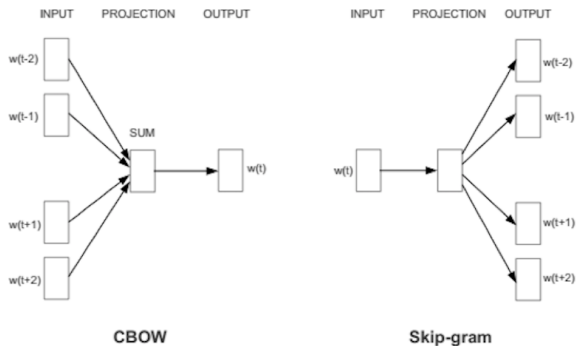 INPUT PROJECTION OUTPUT
w(t-2)
w(t-1)
SUM
w(t)
w(t+1)
w(t+2)
CBOW
INPUT PROJECTION OUTPUT
w(t-2)
w(t-1)
w(t)
w(t+1)
w(t+2)
Skip-gram